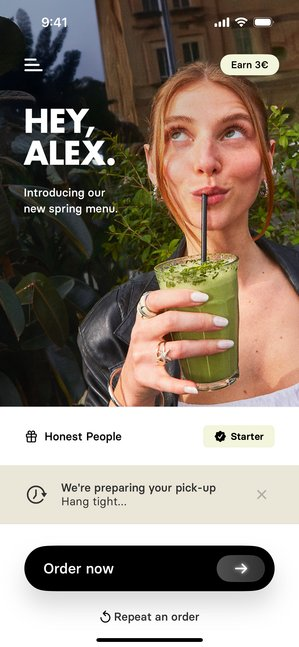 9:41
Earn 3€
HEY,
ALEX.
Introducing our
new spring menu.
Honest People
Starter
We're preparing your pick-up
Hang tight...
Order now
Repeat an order